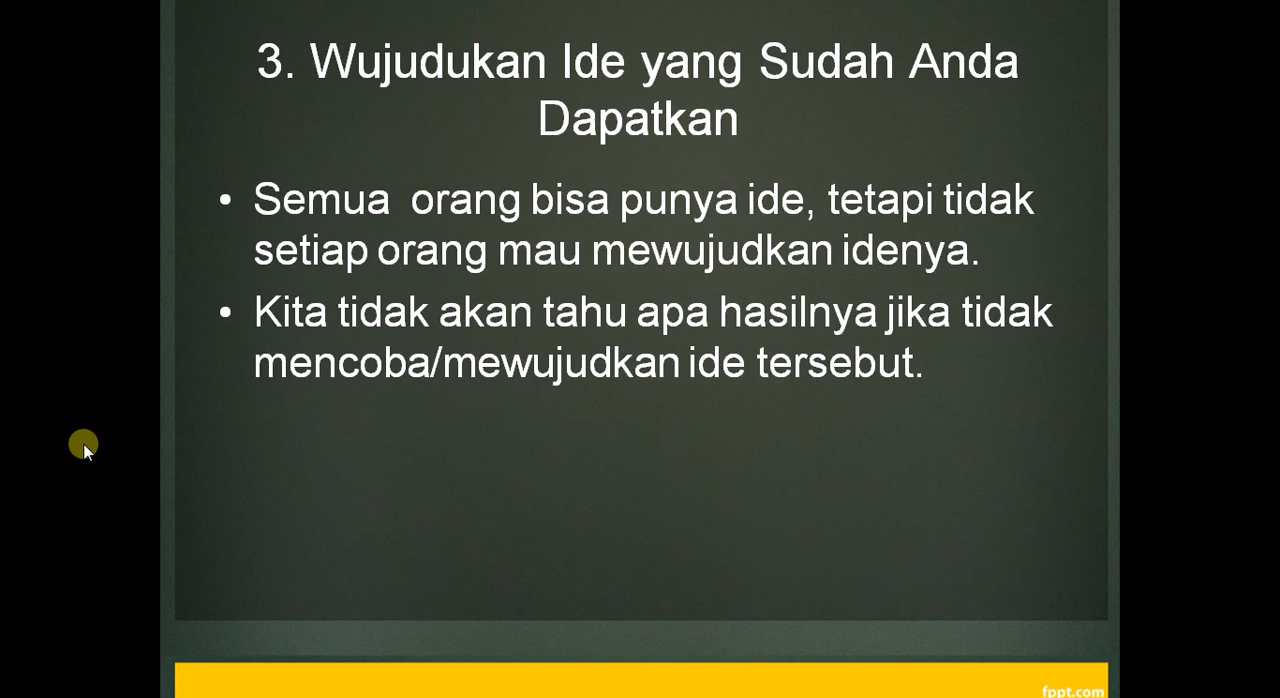 3. Wujudukan Ide yang Sudah Anda
Dapatkan
• Semua  orang bisa punya ide, tetapi tidak
setiap orang mau mewujudkan idenya.
• Kita tidak akan tahu apa hasilnya jika tidak
mencoba/mewujudkan ide tersebut.
fppt.com